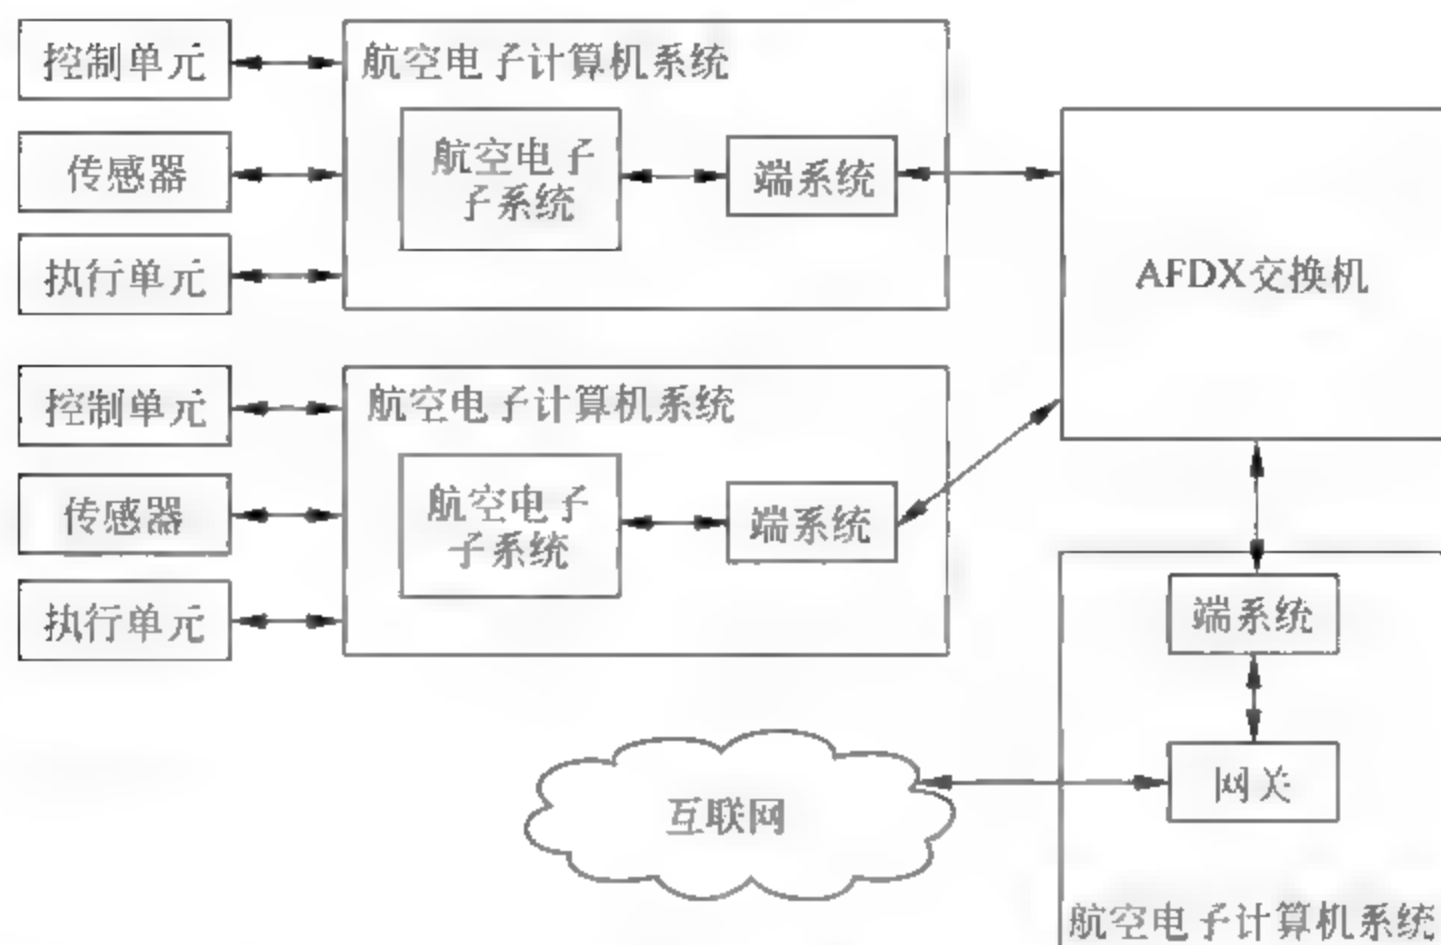 控制单元
传感器
执行单元
航空电子计算机系统
航空电子
子系统
端系统
AFDX交换机
控制单元
传感器
执行单元
航空电子计算机系统
航空电子
子系统
端系统
端系统
网关
互联网
航空电子计算机系统